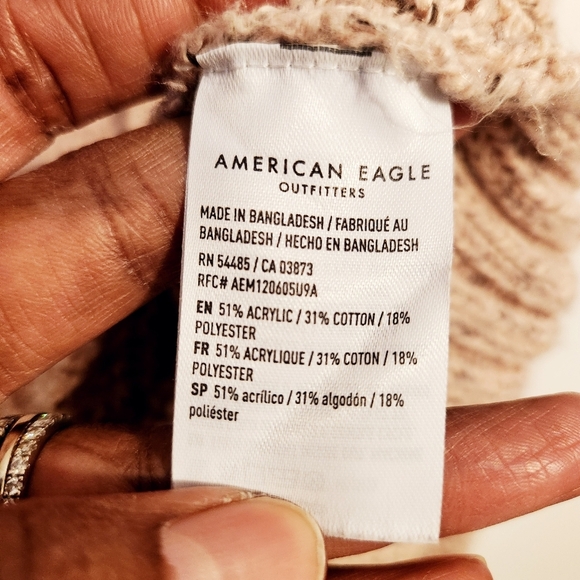 AMERICAN EAGLE
OUTFITTERS
MADE IN BANGLADESH / FABRIQUÉ AU
BANGLADESH / HECHO EN BANGLADESH
RN 54485 / CA 03873
RFC# AEM120605U9A
EN 51% ACRYLIC / 31% COTTON / 18%
POLYESTER
FR 51% ACRYLIQUE / 31% COTON / 18%
POLYESTER
SP 51% acrílico / 31% algodón / 18%
poliéster